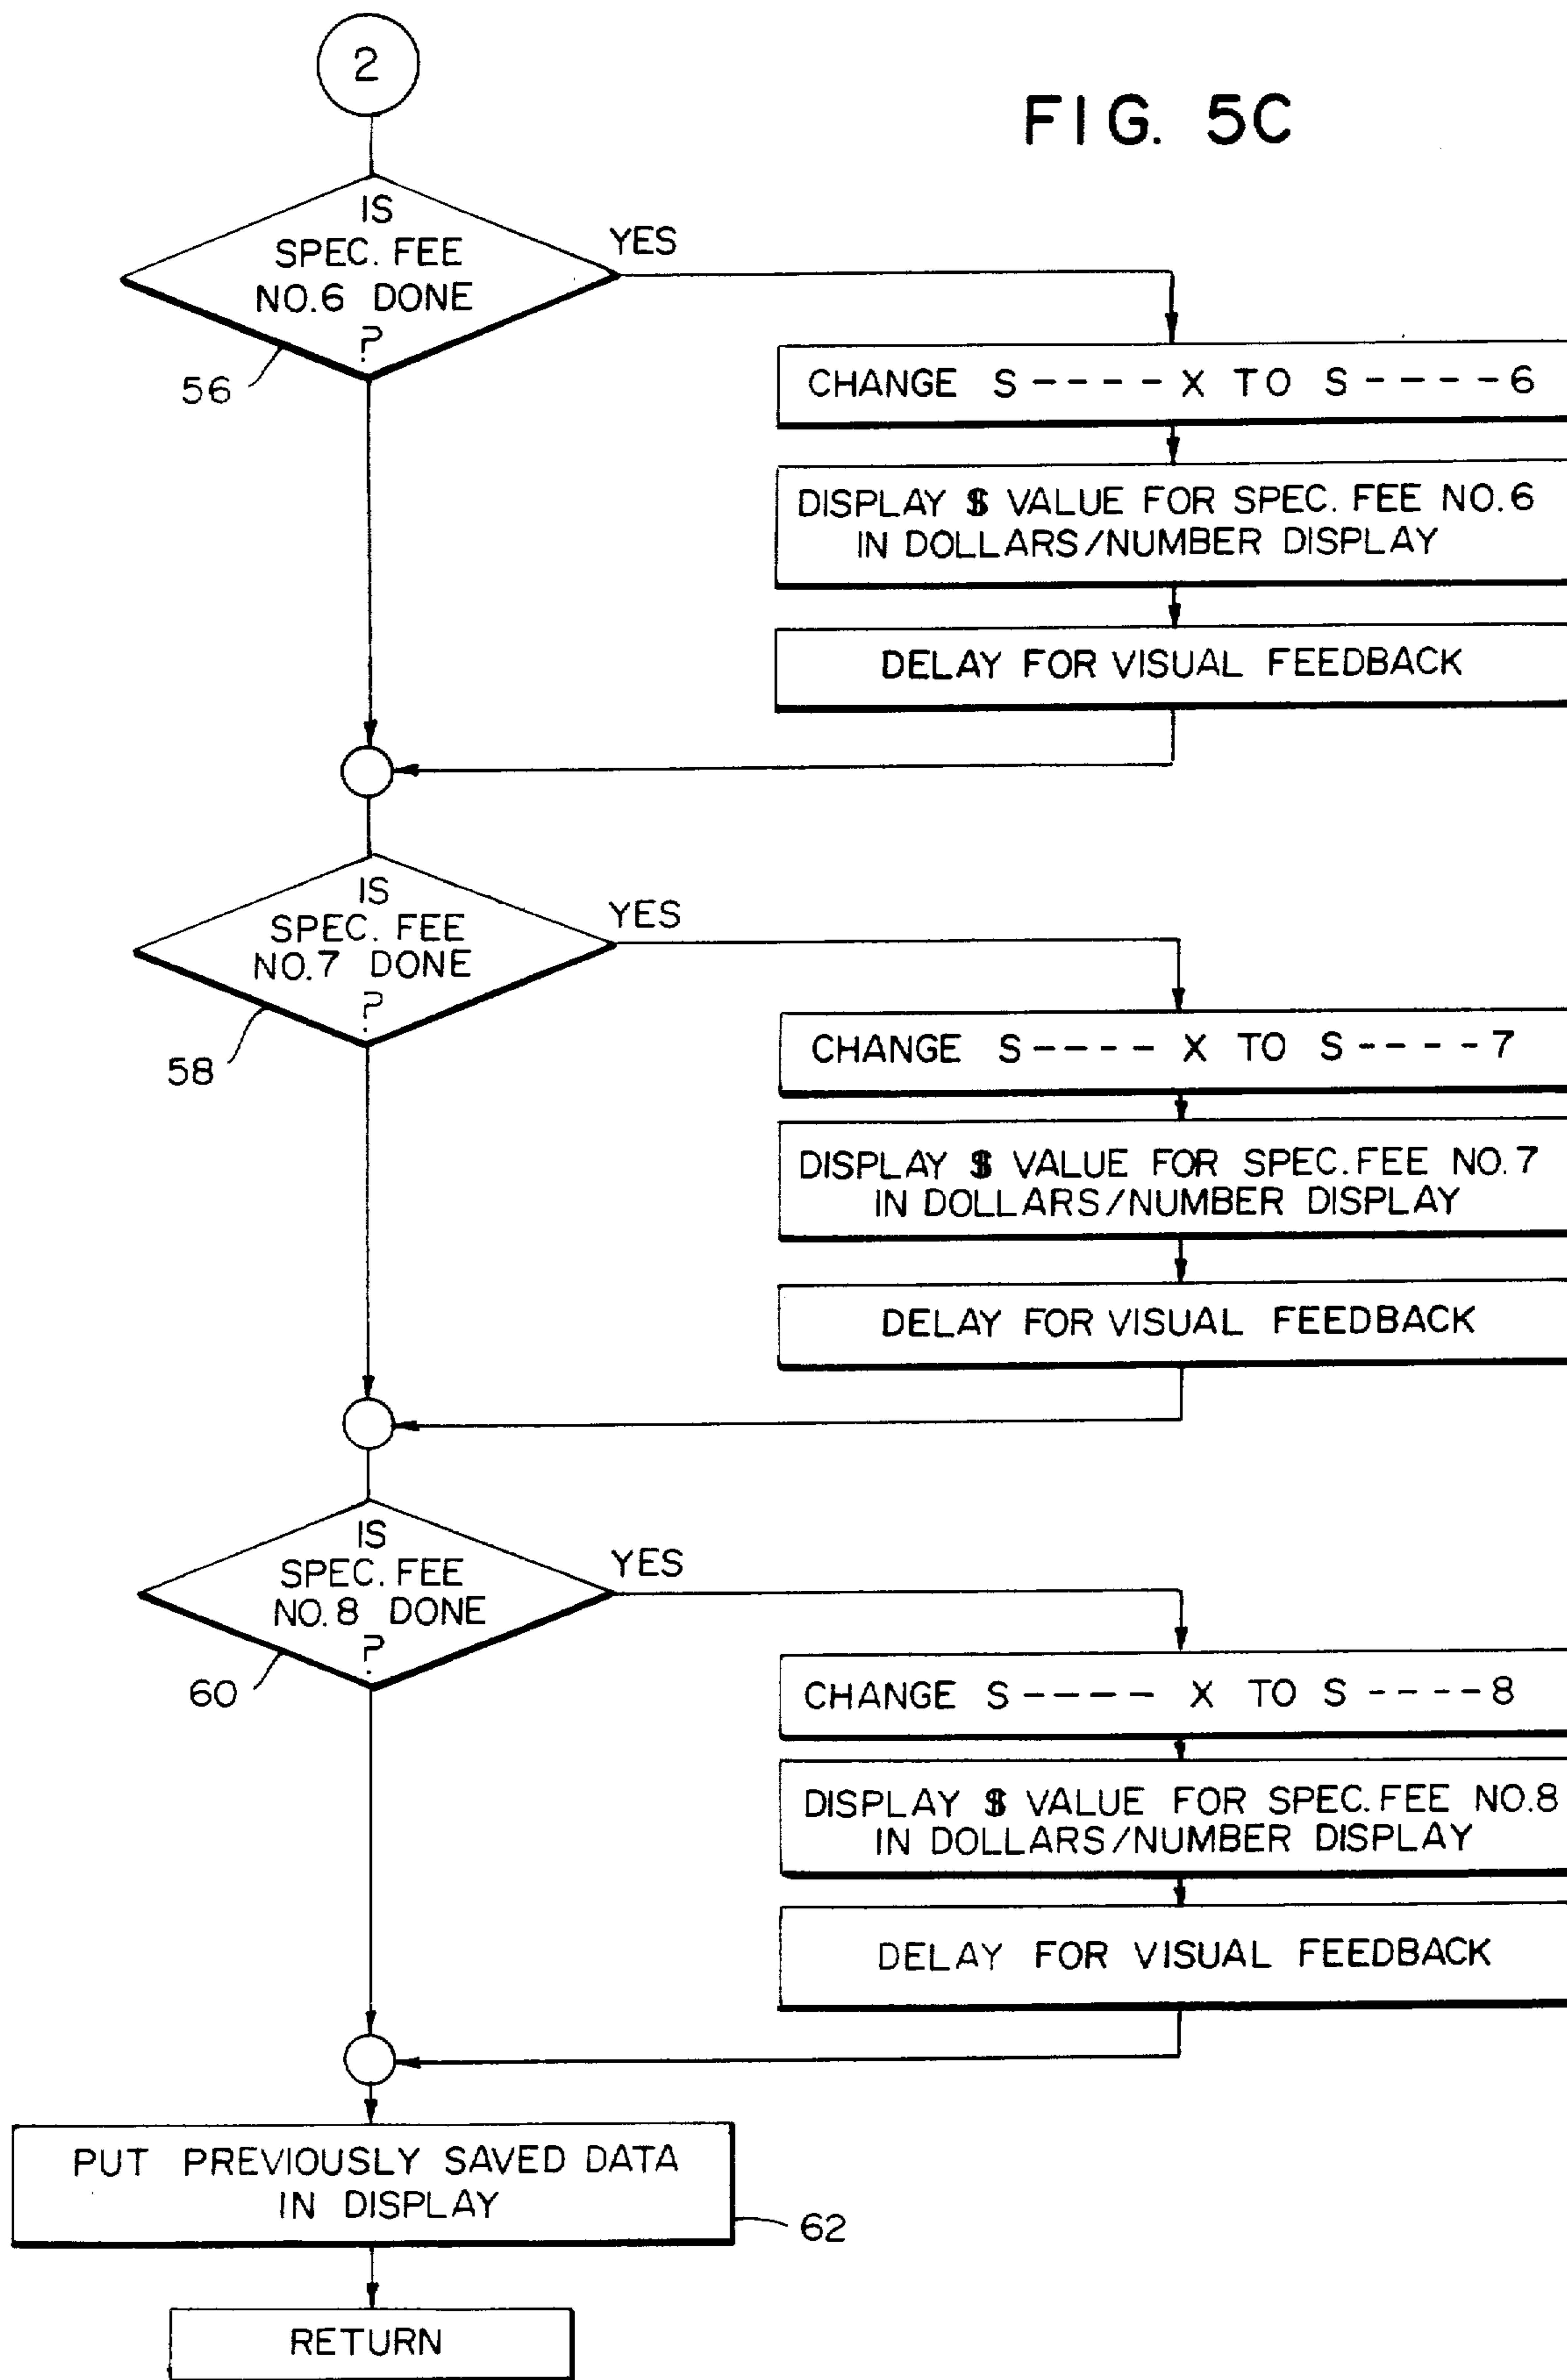 2
FIG. 5C
IS
SPEC. FEE
NO.6 DONE
?
YES
56
CHANGE S ---- X TO S -----6
DISPLAY $ VALUE FOR SPEC. FEE NO.6
IN DOLLARS/NUMBER DISPLAY
DELAY FOR VISUAL FEEDBACK
IS
SPEC. FEE
NO.7 DONE
?
YES
58
CHANGE S---- X TO S----7
DISPLAY $ VALUE FOR SPEC.FEE NO.7
IN DOLLARS/NUMBER DISPLAY
DELAY FOR VISUAL FEEDBACK
IS
SPEC.FEE
NO.8 DONE
?
YES
60
CHANGE S ---- X TO S ----8
DISPLAY $ VALUE FOR SPEC.FEE NO.8
IN DOLLARS/NUMBER DISPLAY
DELAY FOR VISUAL FEEDBACK
PUT PREVIOUSLY SAVED DATA
IN DISPLAY
62
RETURN